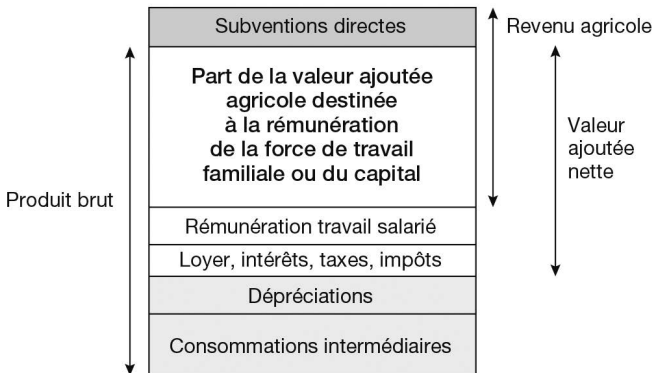 Subventions directes
Revenu agricole
Part de la valeur ajoutée
agricole destinée
à la rémunération
de la force de travail
familiale ou du capital
Valeur
ajoutée
nette
Produit brut
Rémunération travail salarié
Loyer, intérêts, taxes, impôts
Dépréciations
Consommations intermédiaires